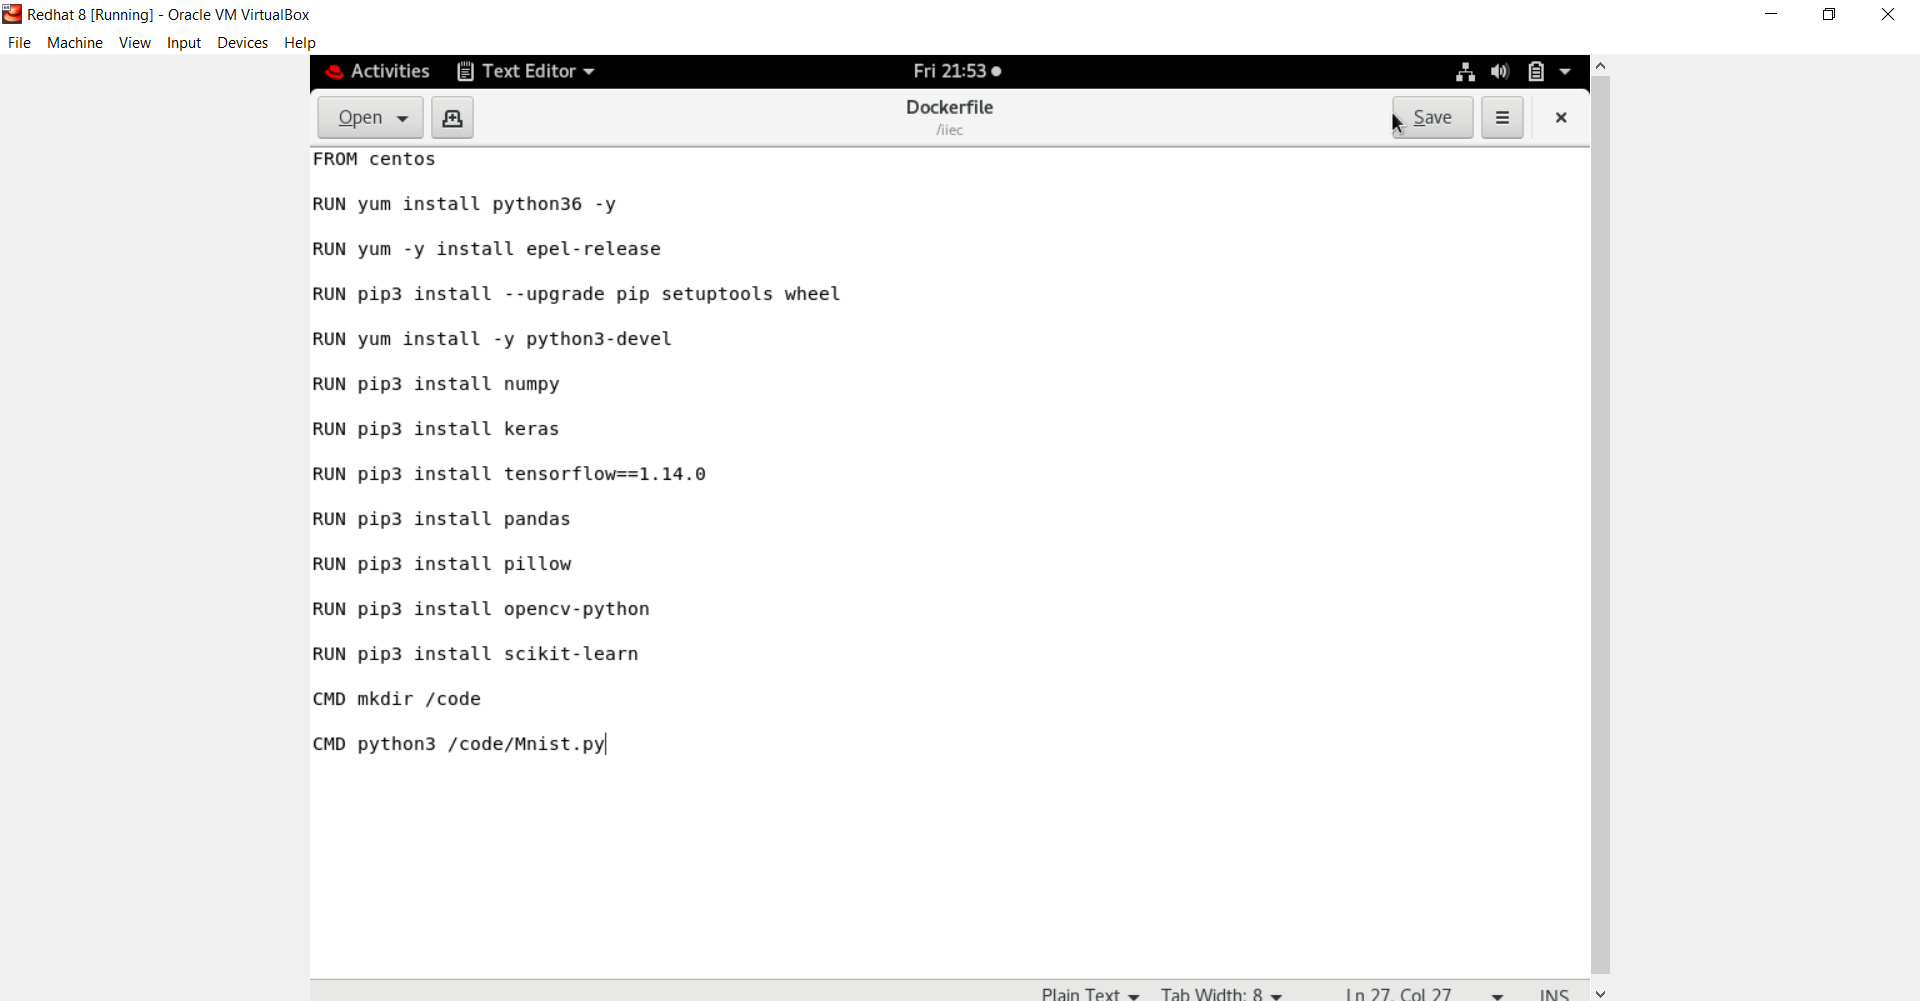 Redhat 8 [Running] - Oracle VM VirtualBox
File Machine View Input Devices Help
Activities Text Editor Fri 21:53
Open Dockerfile Save
/iiec
FROM centos
RUN yum install python36 -y
RUN yum -y install epel-release
RUN pip3 install --upgrade pip setuptools wheel
RUN yum install -y python3-devel
RUN pip3 install numpy
RUN pip3 install keras
RUN pip3 install tensorflow==1.14.0
RUN pip3 install pandas
RUN pip3 install pillow
RUN pip3 install opencv-python
RUN pip3 install scikit-learn
CMD mkdir /code
CMD python3 /code/Mnist.py
Plain Text Tab Width: 8 Ln 27, Col 27 INS